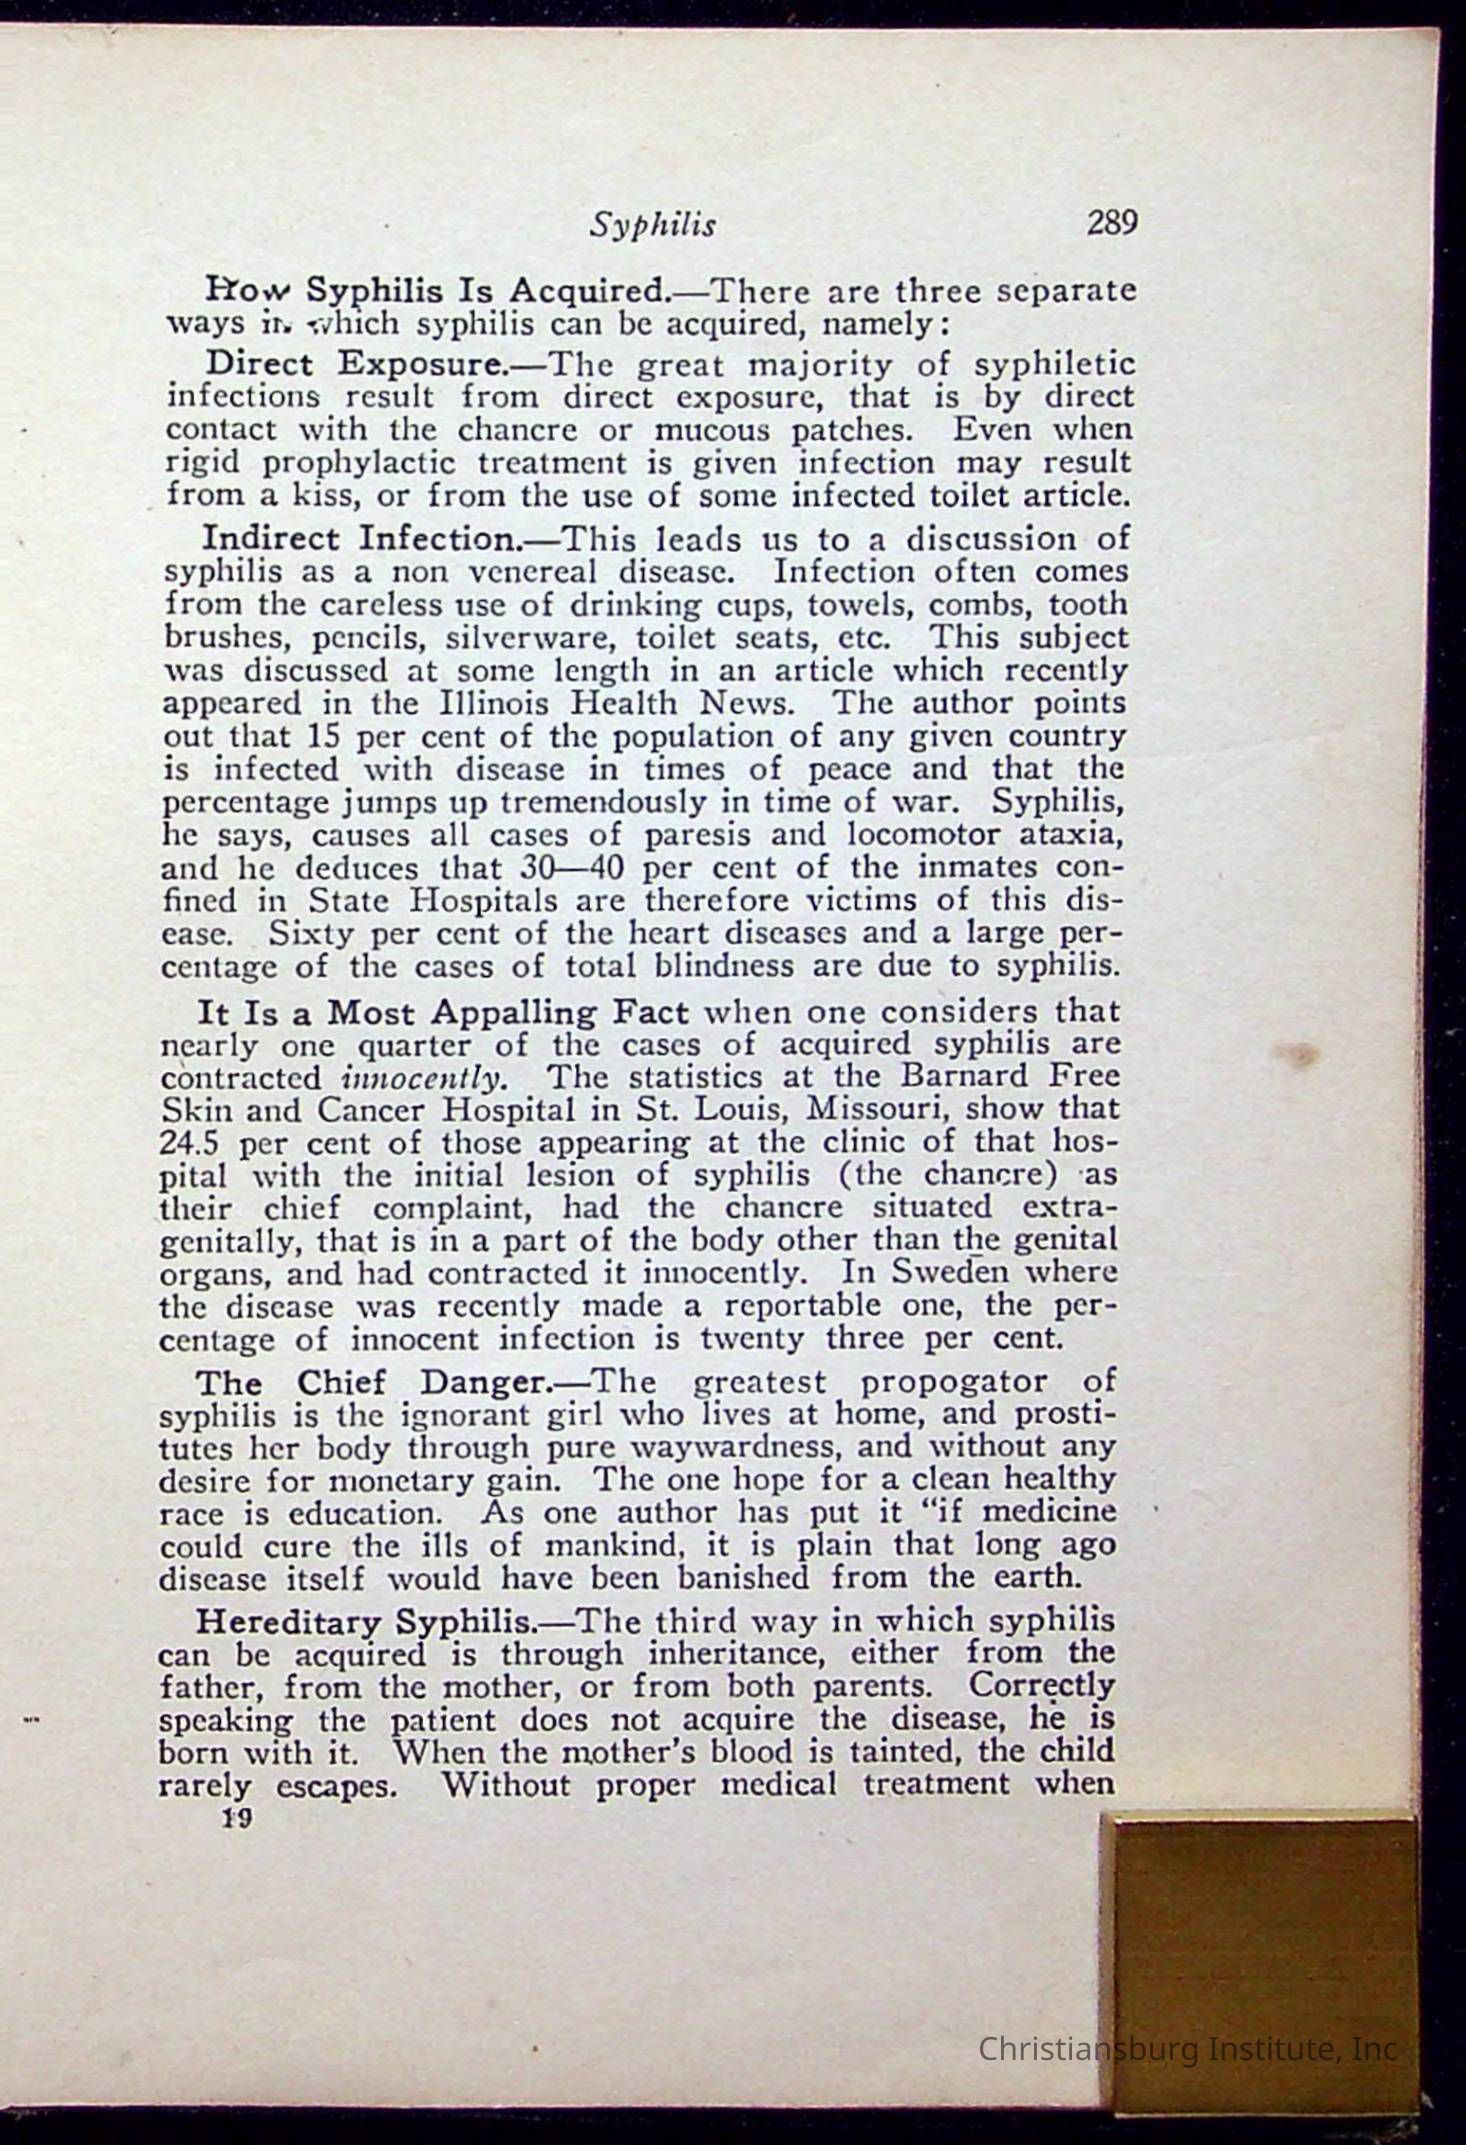 Syphilis 289
How Syphilis Is Acquired.—There are three separate
ways in which syphilis can be acquired, namely:
Direct Exposure.—The great majority of syphiletic
infections result from direct exposure, that is by direct
contact with the chancre or mucous patches. Even when
rigid prophylactic treatment is given infection may result
from a kiss, or from the use of some infected toilet article.
Indirect Infection.—This leads us to a discussion of
syphilis as a non venereal disease. Infection often comes
from the careless use of drinking cups, towels, combs, tooth
brushes, pencils, silverware, toilet seats, etc. This subject
was discussed at some length in an article which recently
appeared in the Illinois Health News. The author points
out that 15 per cent of the population of any given country
is infected with disease in times of peace and that the
percentage jumps up tremendously in time of war. Syphilis,
he says, causes all cases of paresis and locomotor ataxia,
and he deduces that 30—40 per cent of the inmates con-
fined in State Hospitals are therefore victims of this dis-
ease. Sixty per cent of the heart diseases and a large per-
centage of the cases of total blindness are due to syphilis.
It Is a Most Appalling Fact when one considers that
nearly one quarter of the cases of acquired syphilis are
contracted innocently. The statistics at the Barnard Free
Skin and Cancer Hospital in St. Louis, Missouri, show that
24.5 per cent of those appearing at the clinic of that hos-
pital with the initial lesion of syphilis (the chancre) as
their chief complaint, had the chancre situated extra-
genitally, that is in a part of the body other than the genital
organs, and had contracted it innocently. In Sweden where
the disease was recently made a reportable one, the per-
centage of innocent infection is twenty three per cent.
The Chief Danger.—The greatest propogator of
syphilis is the ignorant girl who lives at home, and prosti-
tutes her body through pure waywardness, and without any
desire for monetary gain. The one hope for a clean healthy
race is education. As one author has put it “if medicine
could cure the ills of mankind, it is plain that long ago
disease itself would have been banished from the earth.
Hereditary Syphilis.—The third way in which syphilis
can be acquired is through inheritance, either from the
father, from the mother, or from both parents. Correctly
speaking the patient does not acquire the disease, he is
born with it. When the mother’s blood is tainted, the child
rarely escapes. Without proper medical treatment when
19
Christiansburg Institute, Inc